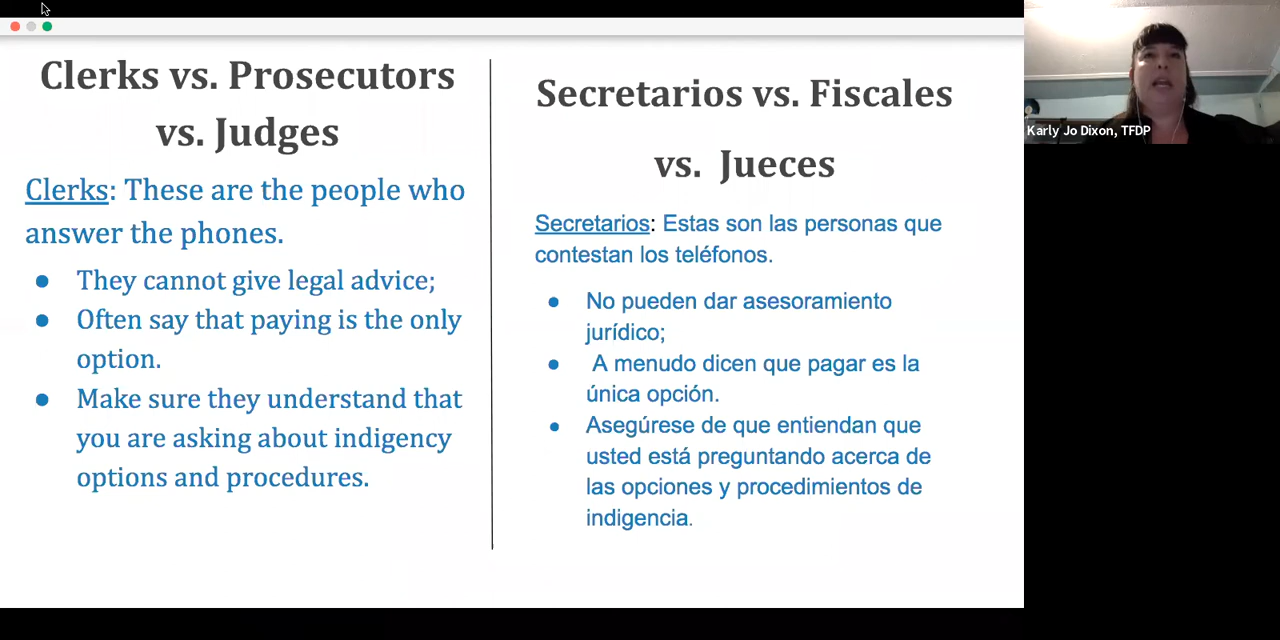 Clerks vs. Prosecutors
vs. Judges
Clerks: These are the people who
answer the phones.
● They cannot give legal advice;
● Often say that paying is the only
option.
● Make sure they understand that
you are asking about indigency
options and procedures.
Secretarios vs. Fiscales
vs. Jueces
Secretarios: Estas son las personas que
contestan los teléfonos.
● No pueden dar asesoramiento
jurídico;
● A menudo dicen que pagar es la
única opción.
● Asegúrese de que entiendan que
usted está preguntando acerca de
las opciones y procedimientos de
indigencia.
Karly Jo Dixon, TFDP